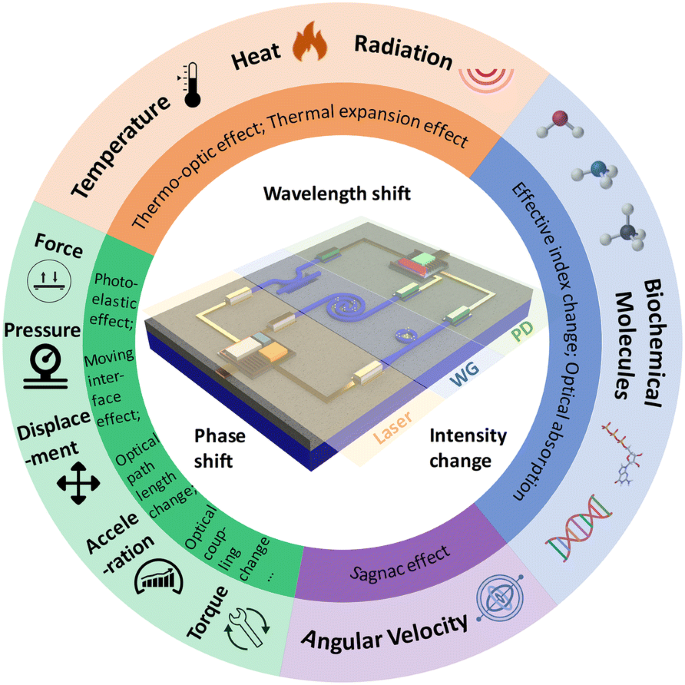 Temperature
Heat
Radiation
Thermo-optic effect; Thermal expansion effect
Biochemical
Molecules
Effective index change; Optical absorption
Angular Velocity
Sagnac effect
Force
Pressure
Displace
-ment
Accele
-ration
Torque
Photo-
elastic
effect;
Moving
inter-
face
effect;
Optical
path
length
change;
Optical
coup-
ling
change
...
Wavelength shift
Phase
shift
Intensity
change
Laser
WG
PD